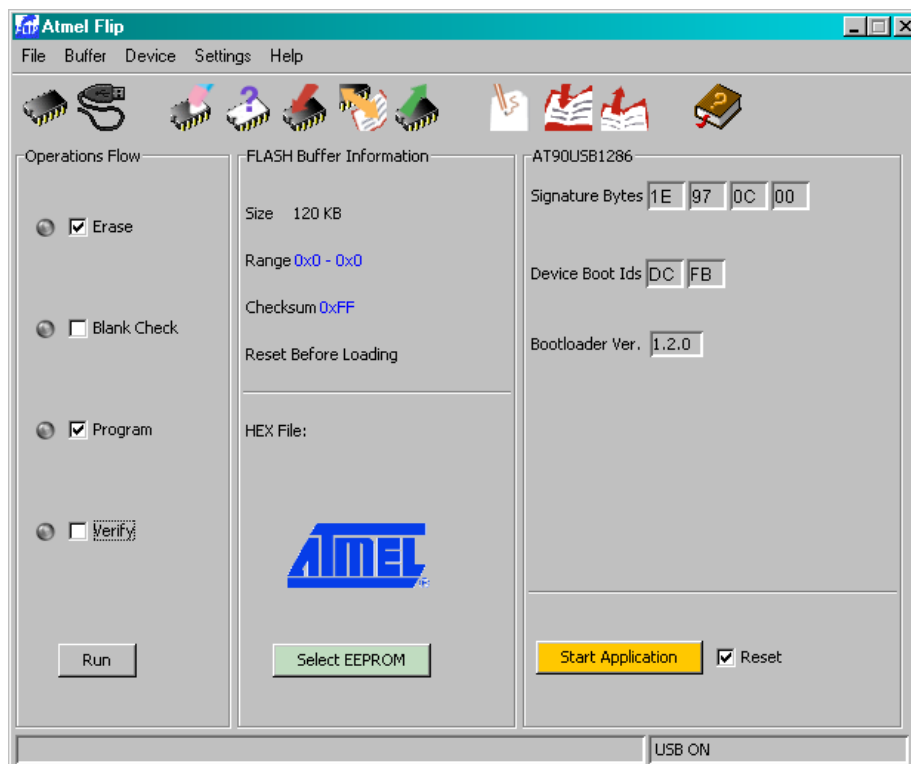 Atmel Flip
File Buffer Device Settings Help
Operations Flow
Erase
Blank Check
Program
Verify
Run
FLASH Buffer Information
Size 120 KB
Range 0x0 - 0x0
Checksum 0xFF
Reset Before Loading
HEX File:
ATMEL
Select EEPROM
AT90USB1286
Signature Bytes 1E 97 0C 00
Device Boot Ids DC FB
Bootloader Ver. 1.2.0
Start Application Reset
USB ON